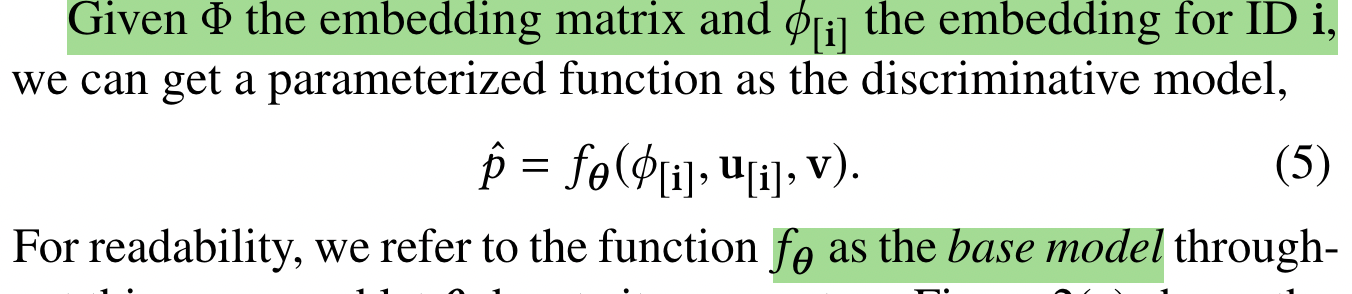 Given Φ the embedding matrix and ϕ[i] the embedding for ID i,
we can get a parameterized function as the discriminative model,
p̂ = fθ(ϕ[i], u[i], v). (5)
For readability, we refer to the function fθ as the base model through-